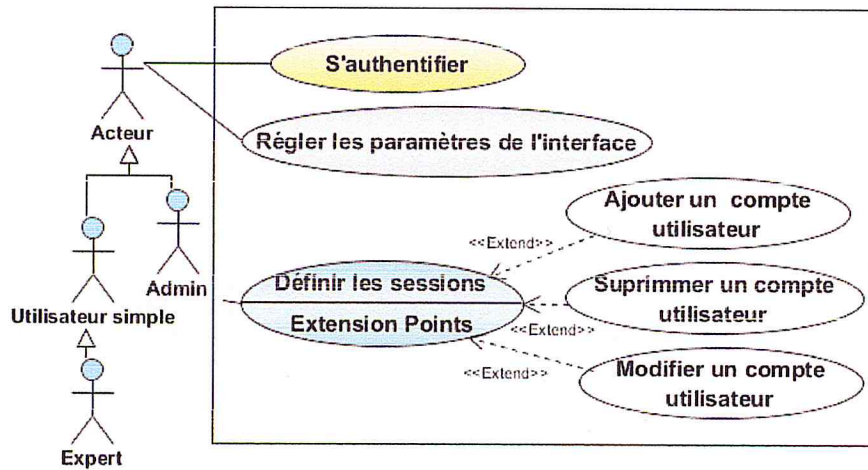 S'authentifier
Acteur
Régler les paramètres de l'interface
Ajouter un compte
utilisateur
<<Extend>>
Admin
Définir les sessions
Extension Points
Suprimmer un compte
utilisateur
<<Extend>>
Utilisateur simple
<<Extend>>
Modifier un compte
utilisateur
Expert